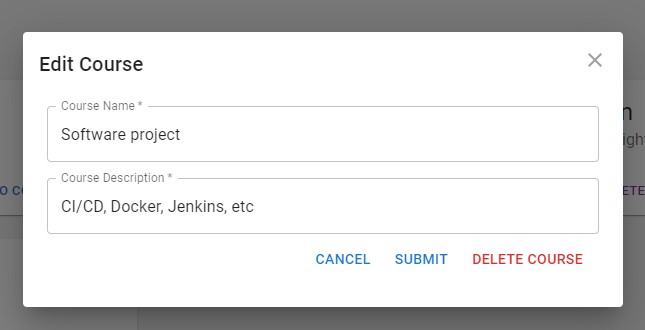 Edit Course
Course Name *
Software project
Course Description *
CI/CD, Docker, Jenkins, etc
CANCEL SUBMIT DELETE COURSE